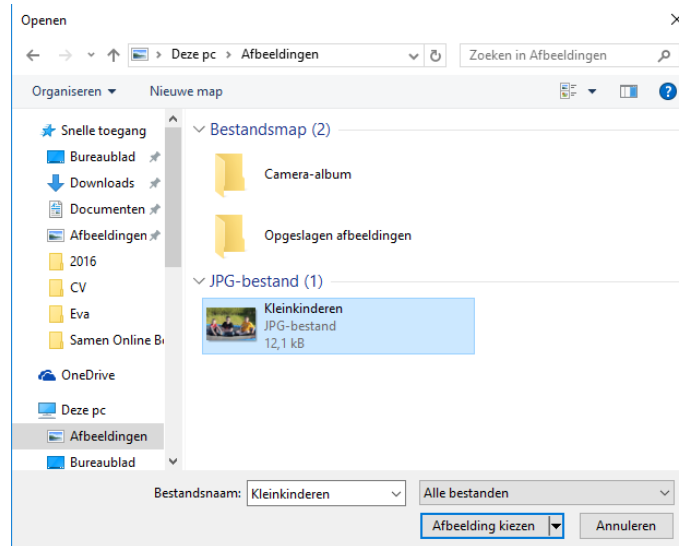 Openen
Deze pc > Afbeeldingen
Zoeken in Afbeeldingen
Organiseren
Nieuwe map
Snelle toegang
Bureaublad
Downloads
Documenten
Afbeeldingen
2016
CV
Eva
Samen Online Be
OneDrive
Deze pc
Afbeeldingen
Bureaublad
Bestandsmap (2)
Camera-album
Opgeslagen afbeeldingen
JPG-bestand (1)
Kleinkinderen
JPG-bestand
12,1 kB
Bestandsnaam: Kleinkinderen
Alle bestanden
Afbeelding kiezen
Annuleren